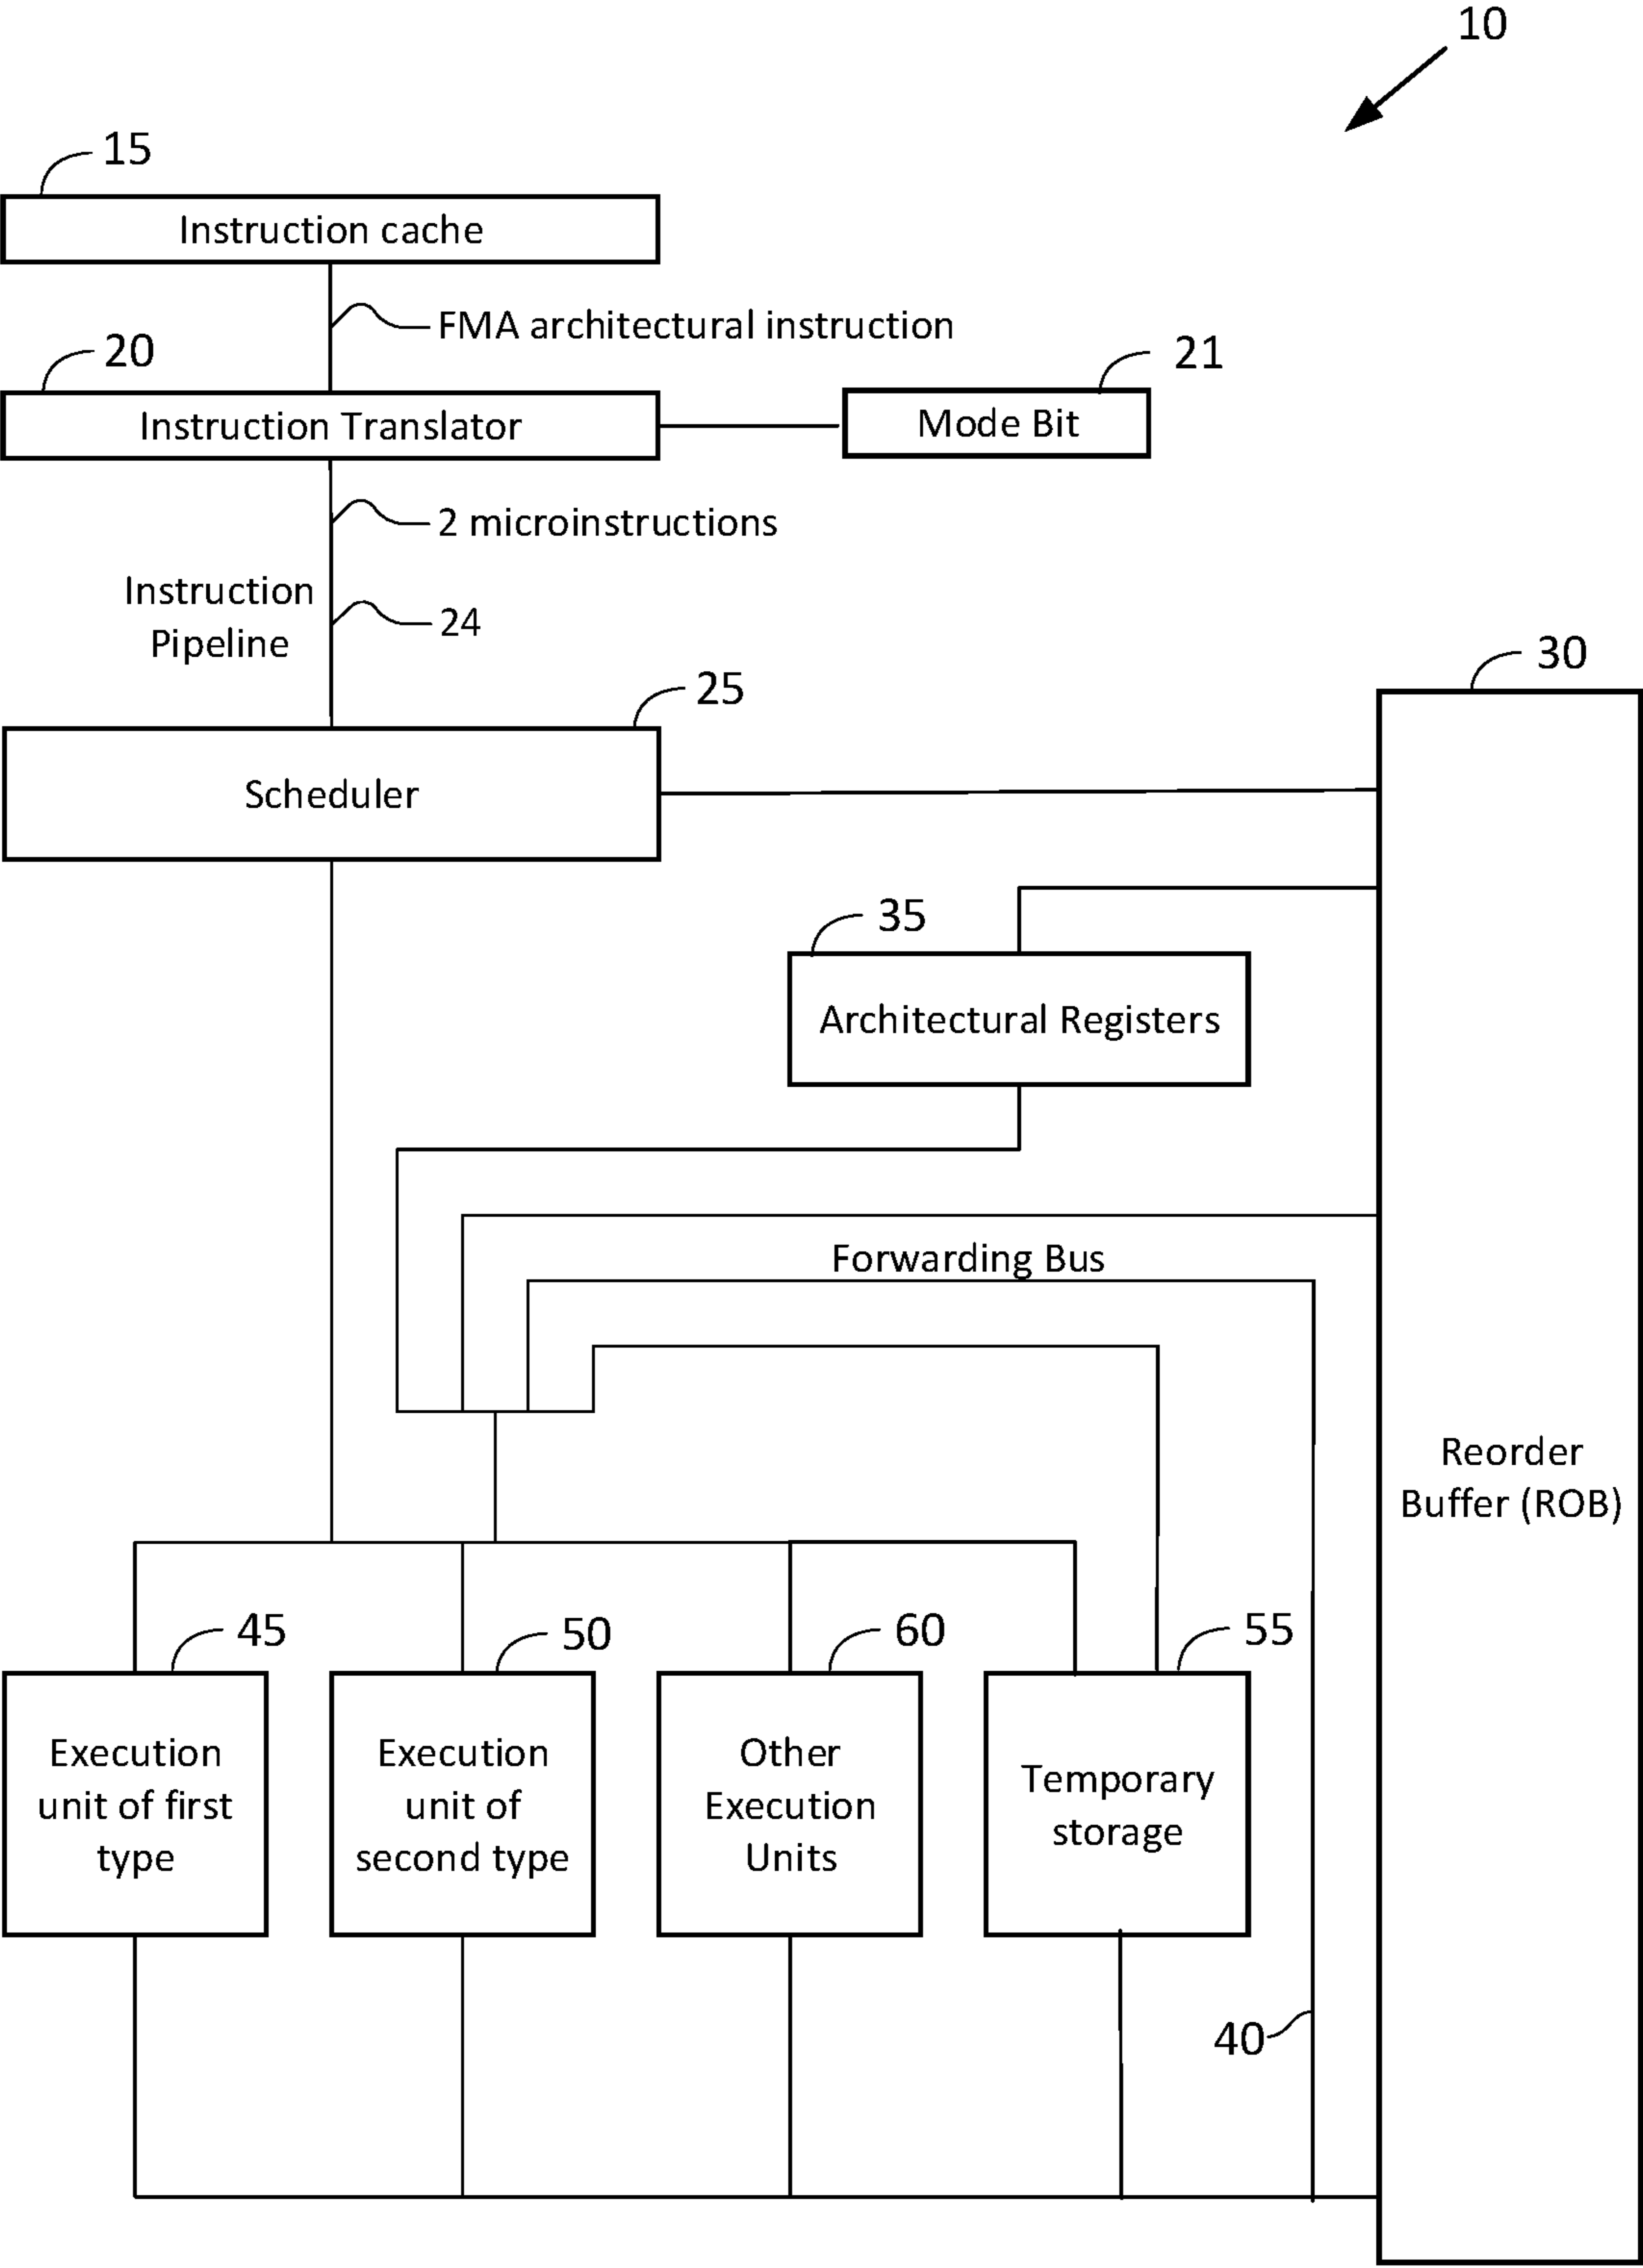 10
15
Instruction cache
FMA architectural instruction
20
21
Instruction Translator
Mode Bit
2 microinstructions
Instruction
Pipeline
24
25
30
Scheduler
35
Architectural Registers
Forwarding Bus
Reorder
Buffer (ROB)
45
50
60
55
Execution
unit of first
type
Execution
unit of
second type
Other
Execution
Units
Temporary
storage
40